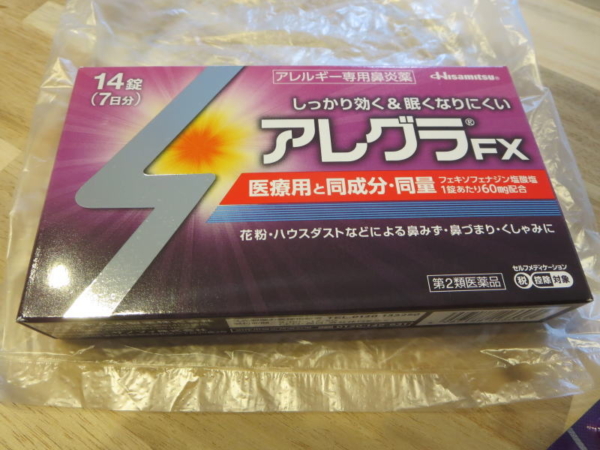 14錠
(7日分)
アレルギー専用鼻炎薬
Hisamitsu®
しっかり効く&眠くなりにくい
アレグラ®FX
医療用と同成分・同量
フェキソフェナジン塩酸塩
1錠あたり60mg配合
花粉・ハウスダストなどによる鼻みず・鼻づまり・くしゃみに
第2類医薬品
セルフメディケーション
税 控除 対象